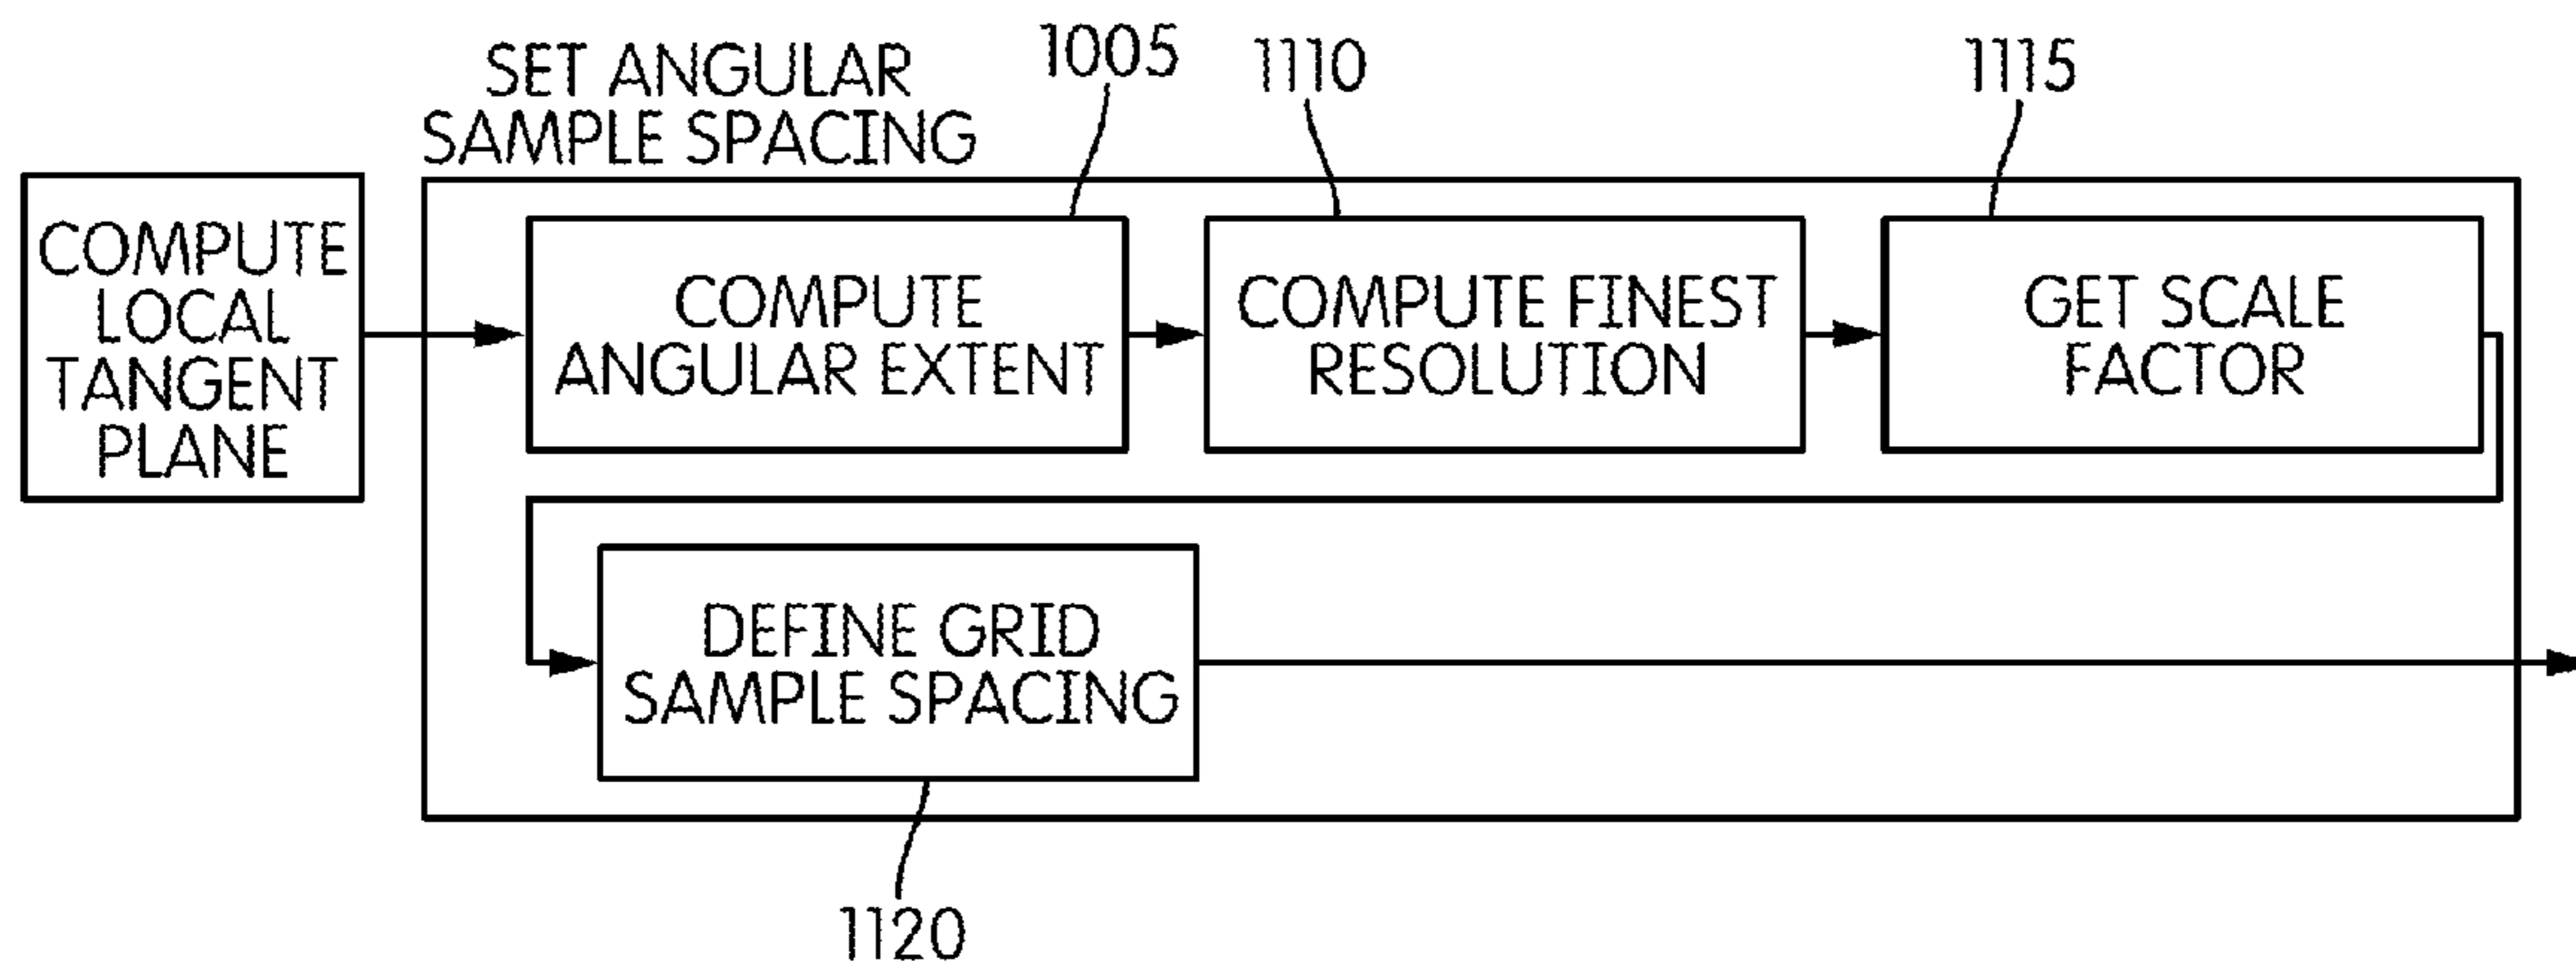 SET ANGULAR
SAMPLE SPACING
1005
1110
1115
COMPUTE
LOCAL
TANGENT
PLANE
COMPUTE
ANGULAR EXTENT
COMPUTE FINEST
RESOLUTION
GET SCALE
FACTOR
DEFINE GRID
SAMPLE SPACING
1120